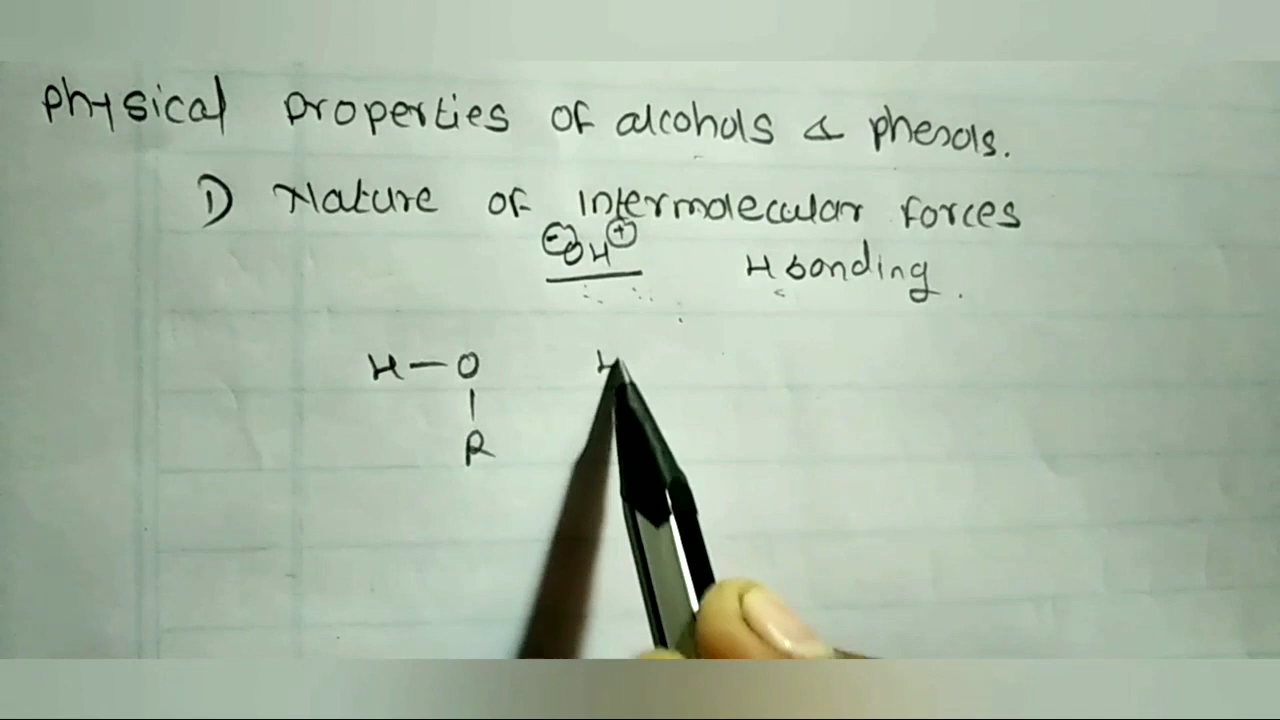 Physical properties of alcohols & phenols.
1) Nature of intermolecular forces
⊖OH⊕ H bonding.
H—O H
|
R